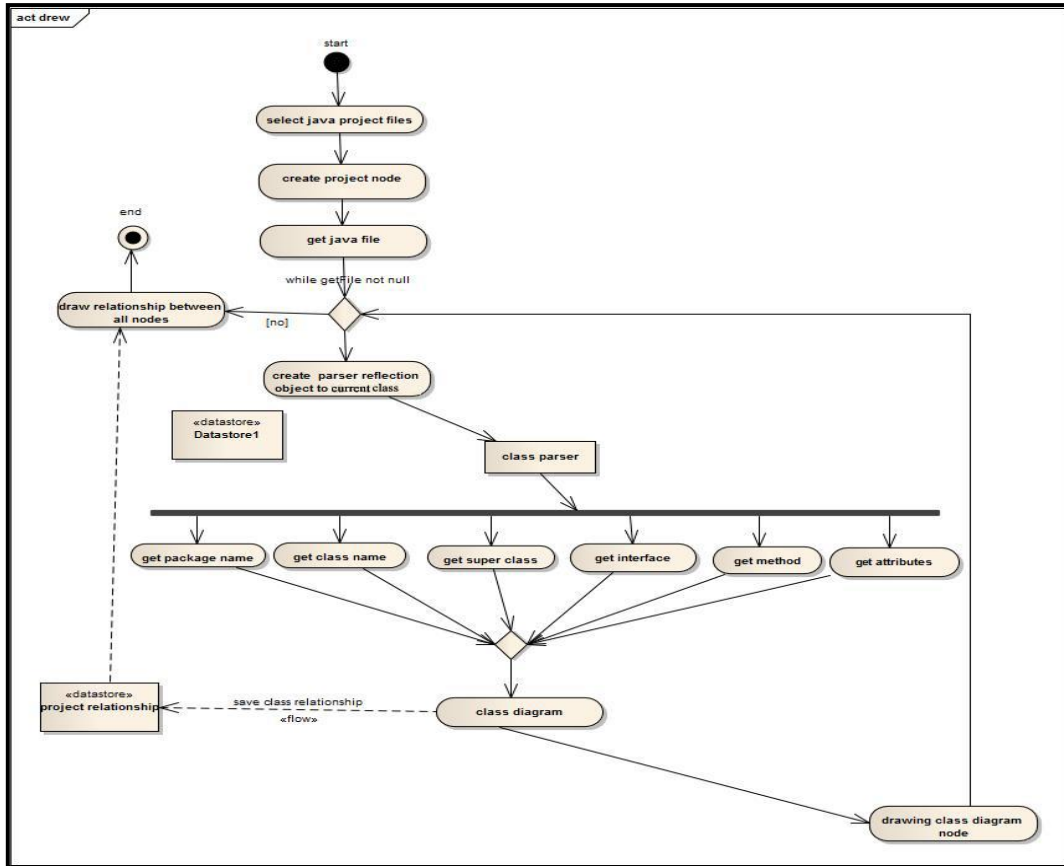 act drew
start
select java project files
create project node
end
get java file
while getFile not null
draw relationship between
all nodes
[no]
create parser reflection
object to current class
«datastore»
Datastore1
class parser
get package name
get class name
get super class
get interface
get method
get attributes
«datastore»
project relationship
save class relationship
«flow»
class diagram
drawing class diagram
node